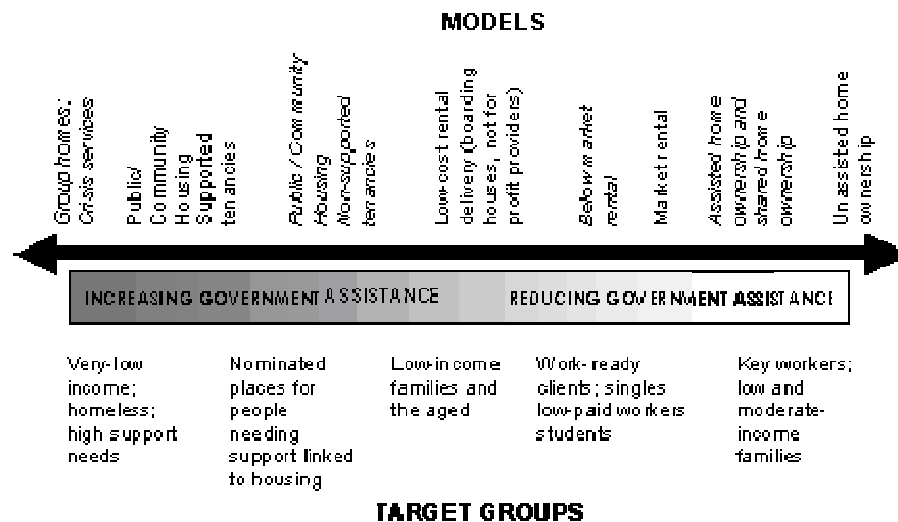 MODELS
Group homes;
Crisis services
Public/
Community
Housing
Supported
tenancies
Public / Community
Housing
Non-supported
tenancies
Low-cost rental
delivery (boarding
houses, not for
profit providers)
Below market
rental
Market rental
Assisted home
ownership and
shared home
ownership
Unassisted home
ownership
INCREASING GOVERNMENT ASSISTANCE
REDUCING GOVERNMENT ASSISTANCE
Very-low
income;
homeless;
high support
needs
Nominated
places for
people
needing
support linked
to housing
Low-income
families and
the aged
Work-ready
clients; singles
low-paid workers
students
Key workers;
low and
moderate-
income
families
TARGET GROUPS